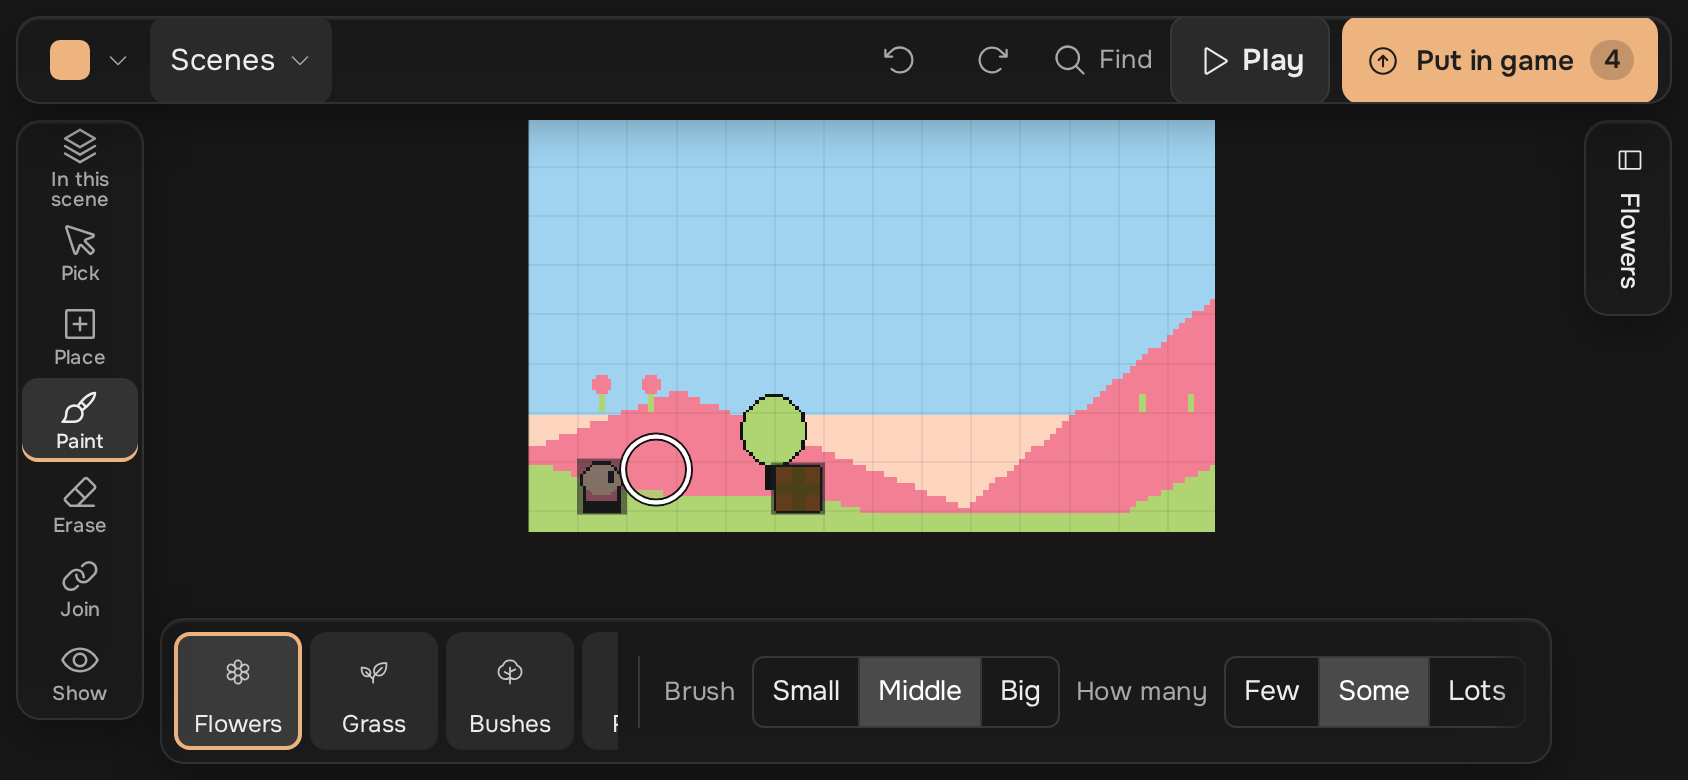 Scenes
Find
Play
Put in game 4
In this
scene
Pick
Place
Paint
Erase
Join
Show
Flowers
Flowers
Grass
Bushes
Brush
Small
Middle
Big
How many
Few
Some
Lots